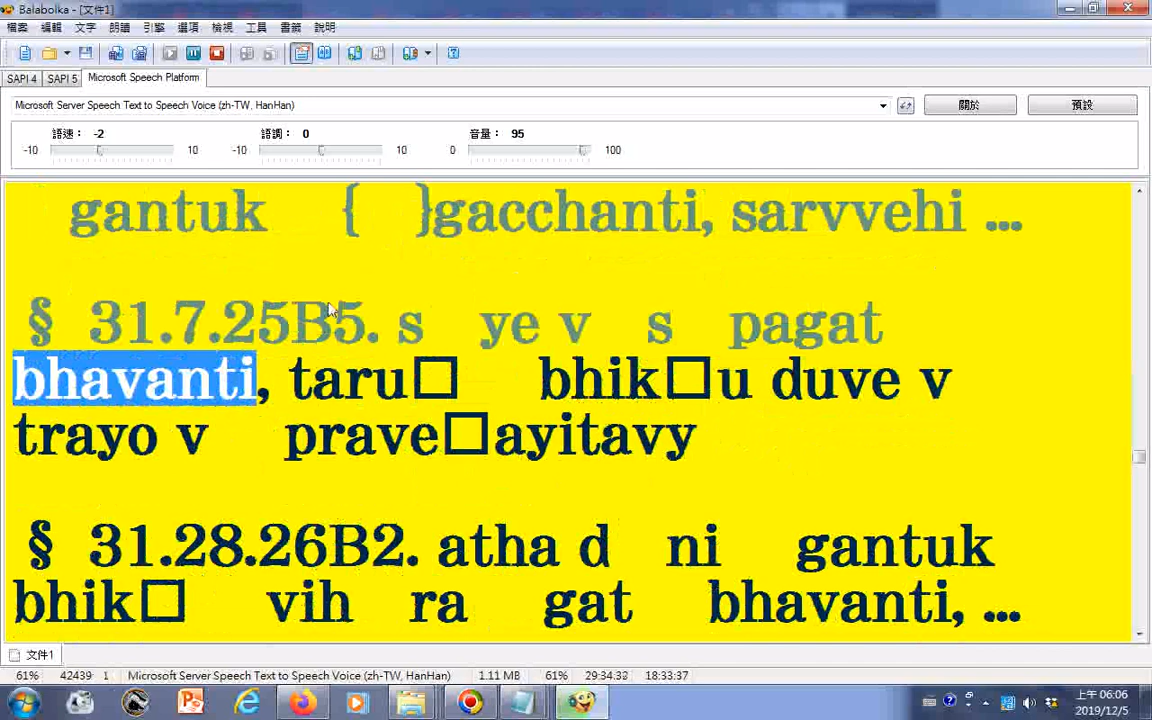 Balabolka - [文件1]
檔案 編輯 文字 朗讀 引擎 選項 檢視 工具 書籤 說明
SAPI 4 SAPI 5 Microsoft Speech Platform
Microsoft Server Speech Text to Speech Voice (zh-TW, HanHan) 關於 預設
語速： -2 語調： 0 音量： 95
-10 10 -10 10 0 100
gantuk { }gacchanti, sarvvehi ...
§ 31.7.25B5. s ye v s pagat
bhavanti, taru□ bhik□u duve v
trayo v prave□ayitavy
§ 31.28.26B2. atha d ni gantuk
bhik□ vih ra gat bhavanti, ...
文件1
61% 42439 1 Microsoft Server Speech Text to Speech Voice (zh-TW, HanHan) 1.11 MB 61% 29:34:33 18:33:37
上午 06:06
2019/12/5